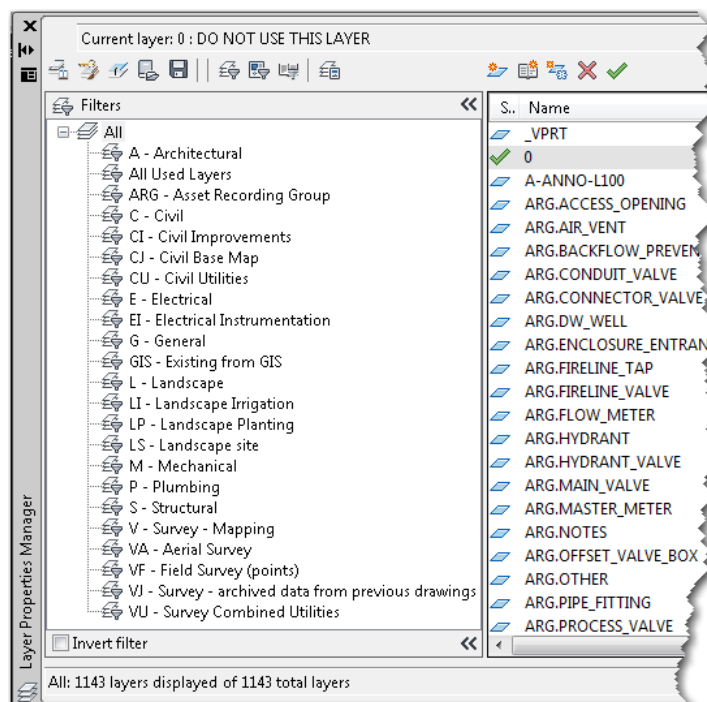 Current layer: 0 : DO NOT USE THIS LAYER
Filters
All
A - Architectural
All Used Layers
ARG - Asset Recording Group
C - Civil
CI - Civil Improvements
CJ - Civil Base Map
CU - Civil Utilities
E - Electrical
EI - Electrical Instrumentation
G - General
GIS - Existing from GIS
L - Landscape
LI - Landscape Irrigation
LP - Landscape Planting
LS - Landscape site
M - Mechanical
P - Plumbing
S - Structural
V - Survey - Mapping
VA - Aerial Survey
VF - Field Survey (points)
VJ - Survey - archived data from previous drawings
VU - Survey Combined Utilities
Invert filter
S.. Name
_VPRT
0
A-ANNO-L100
ARG.ACCESS_OPENING
ARG.AIR_VENT
ARG.BACKFLOW_PREVEN
ARG.CONDUIT_VALVE
ARG.CONNECTOR_VALVE
ARG.DW_WELL
ARG.ENCLOSURE_ENTRAN
ARG.FIRELINE_TAP
ARG.FIRELINE_VALVE
ARG.FLOW_METER
ARG.HYDRANT
ARG.HYDRANT_VALVE
ARG.MAIN_VALVE
ARG.MASTER_METER
ARG.NOTES
ARG.OFFSET_VALVE_BOX
ARG.OTHER
ARG.PIPE_FITTING
ARG.PROCESS_VALVE
All: 1143 layers displayed of 1143 total layers
Layer Properties Manager